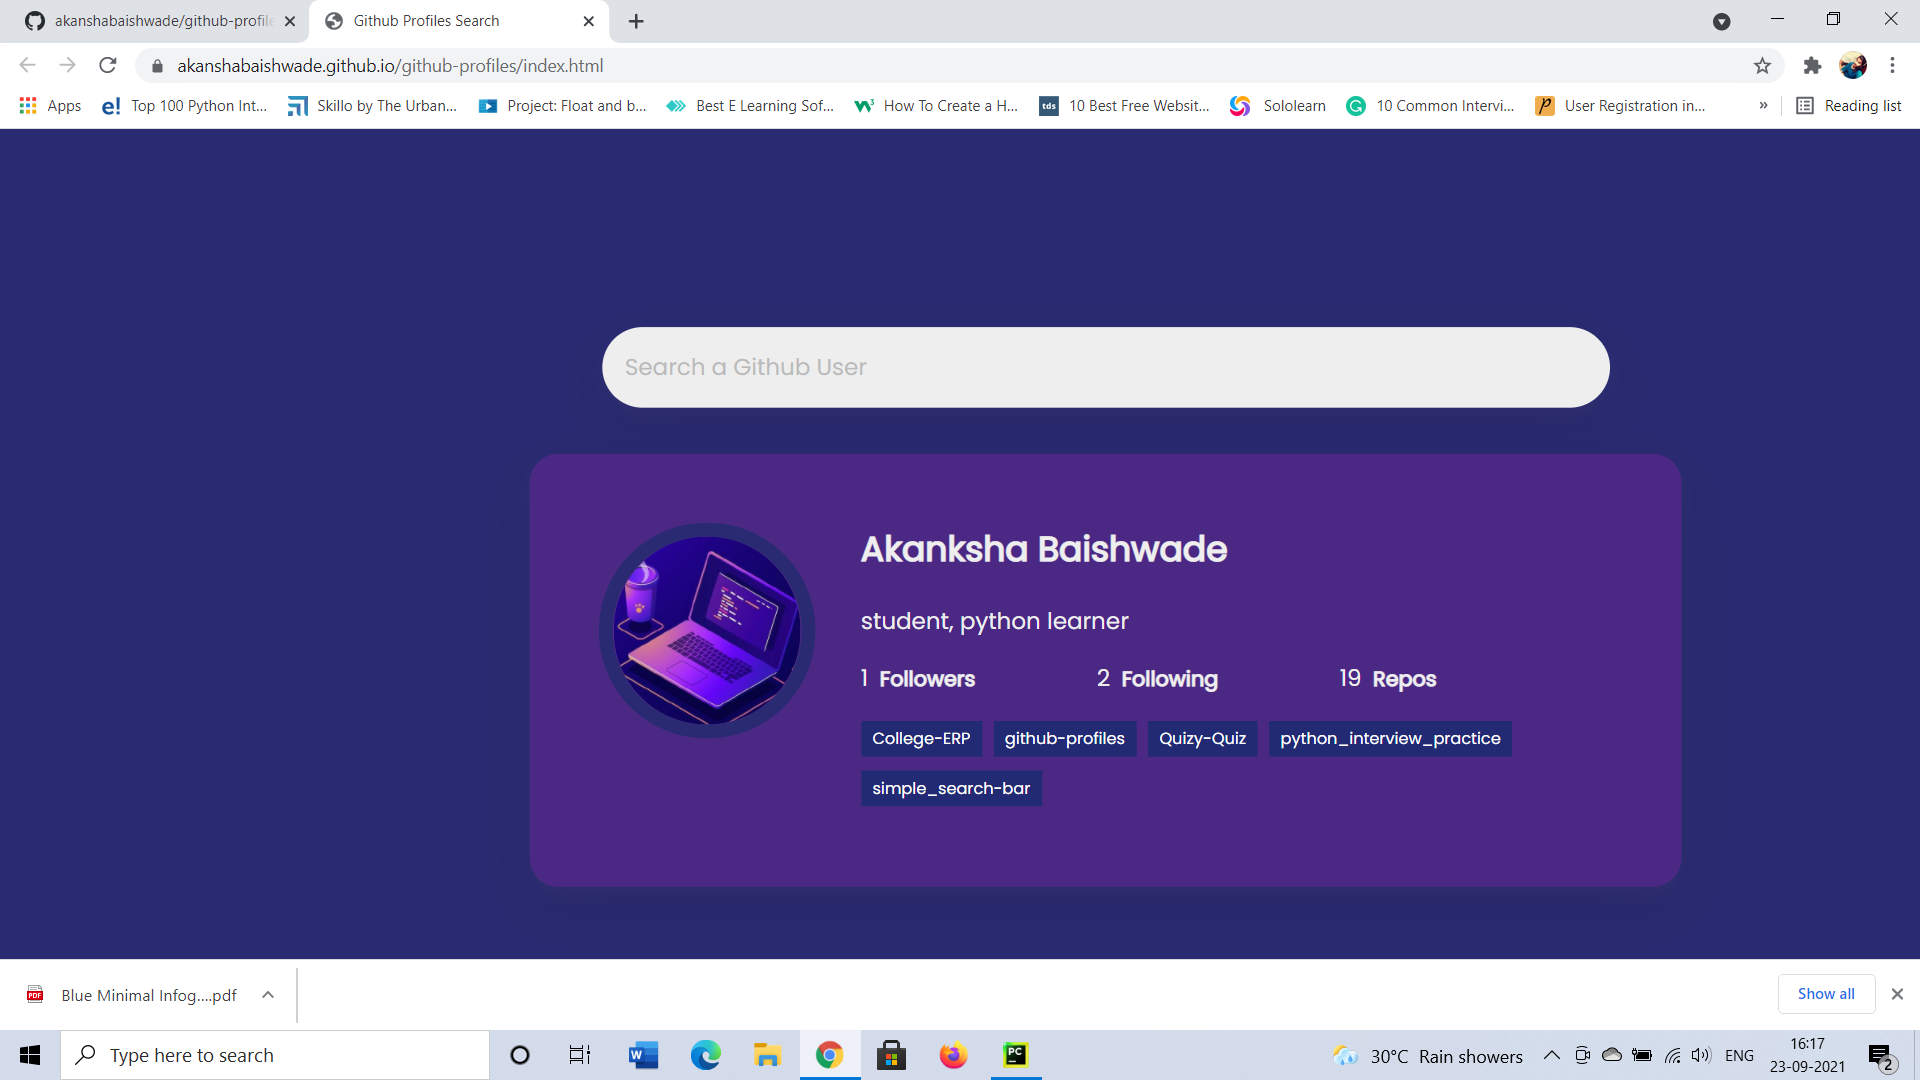 akanshabaishwade/github-profile
Github Profiles Search
akanshabaishwade.github.io/github-profiles/index.html
Apps
e! Top 100 Python Int...
Skillo by The Urban...
Project: Float and b...
Best E Learning Sof...
How To Create a H...
tds 10 Best Free Websit...
Sololearn
10 Common Intervi...
User Registration in...
»
Reading list
Search a Github User
Akanksha Baishwade
student, python learner
1 Followers 2 Following 19 Repos
College-ERP github-profiles Quizy-Quiz python_interview_practice
simple_search-bar
PDF Blue Minimal Infog....pdf
Show all
Type here to search
W
PC
30°C Rain showers
ENG
16:17
23-09-2021
2